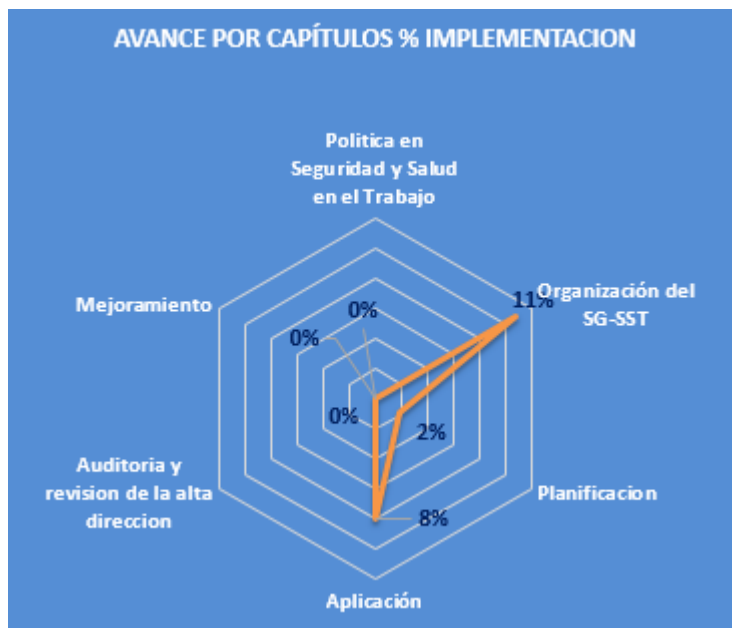 AVANCE POR CAPÍTULOS % IMPLEMENTACION
Politica en
Seguridad y Salud
en el Trabajo
Organización del
SG-SST
11%
Mejoramiento
0%
0%
0%
2%
Auditoria y
revision de la alta
direccion
Planificacion
8%
Aplicación